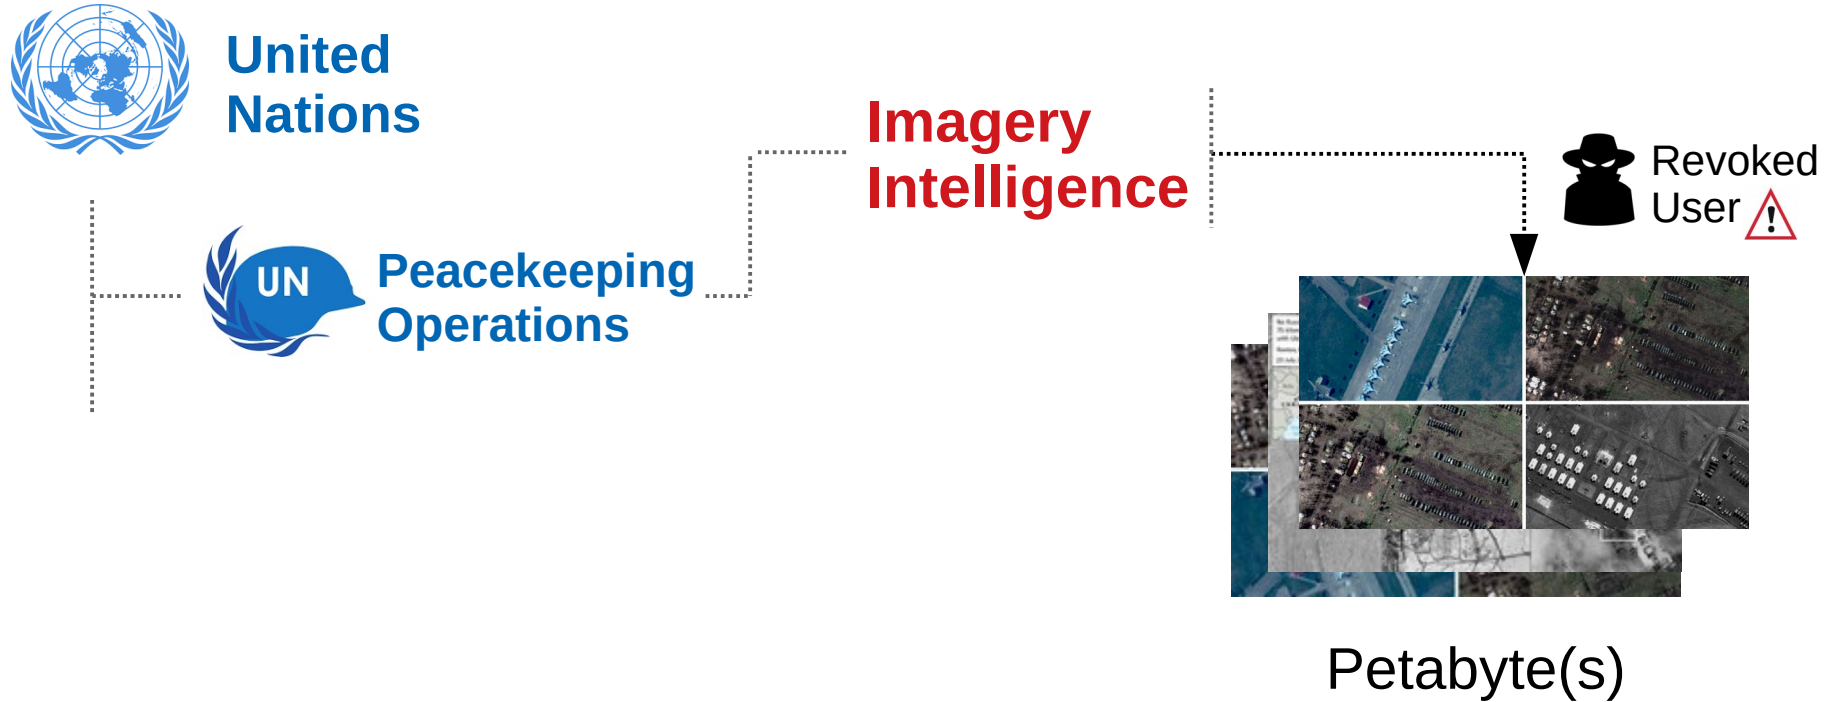 United
Nations
UN
Peacekeeping
Operations
Imagery
Intelligence
Revoked
User
Petabyte(s)